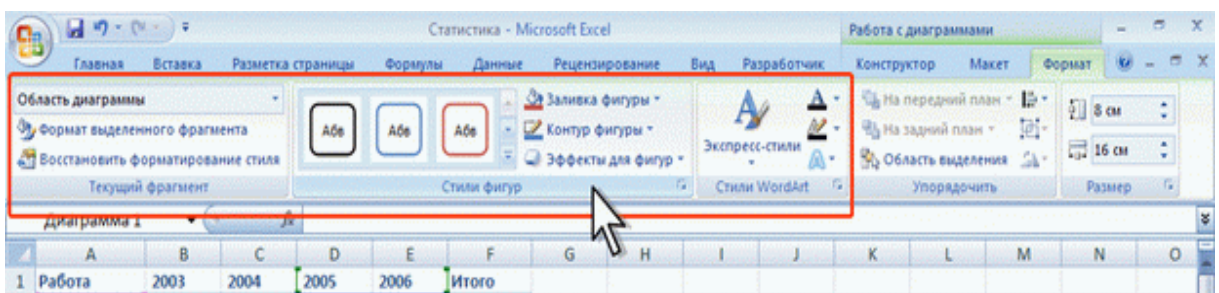 Статистика - Microsoft Excel
Работа с диаграммами
Главная Вставка Разметка страницы Формулы Данные Рецензирование Вид Разработчик Конструктор Макет Формат
Область диаграммы
Формат выделенного фрагмента
Восстановить форматирование стиля
Текущий фрагмент
Абв Абв Абв
Заливка фигуры
Контур фигуры
Эффекты для фигур
Стили фигур
Экспресс-стили
Стили WordArt
На передний план
На задний план
Область выделения
Упорядочить
8 см
16 см
Размер
Диаграмма 1 fx
A B C D E F G H I J K L M N O
1 Работа 2003 2004 2005 2006 Итого